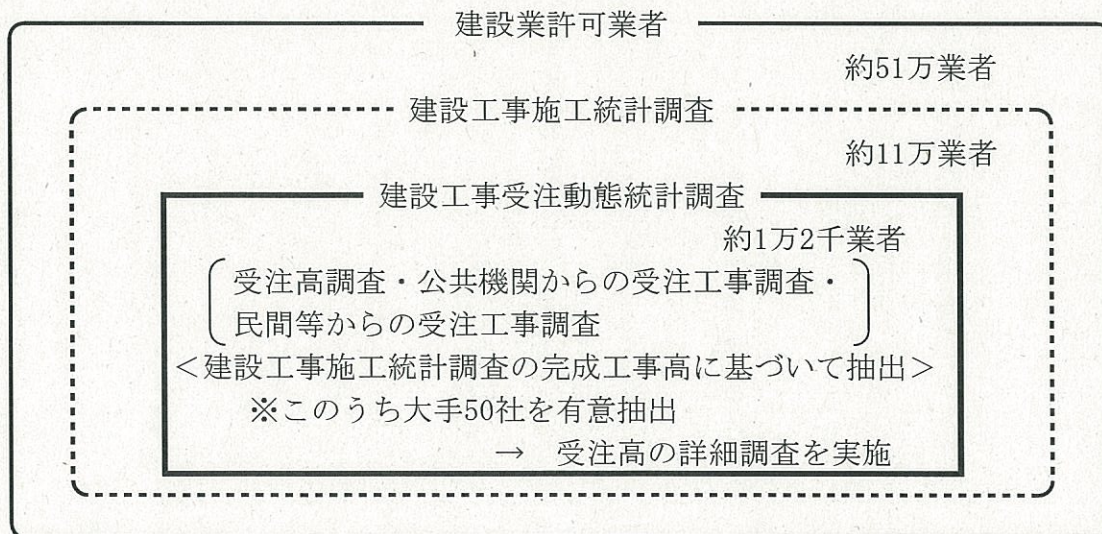 建設業許可業者
約51万業者
建設工事施工統計調査
約11万業者
建設工事受注動態統計調査
約1万2千業者
受注高調査・公共機関からの受注工事調査・
民間等からの受注工事調査
＜建設工事施工統計調査の完成工事高に基づいて抽出＞
※このうち大手50社を有意抽出
→　受注高の詳細調査を実施